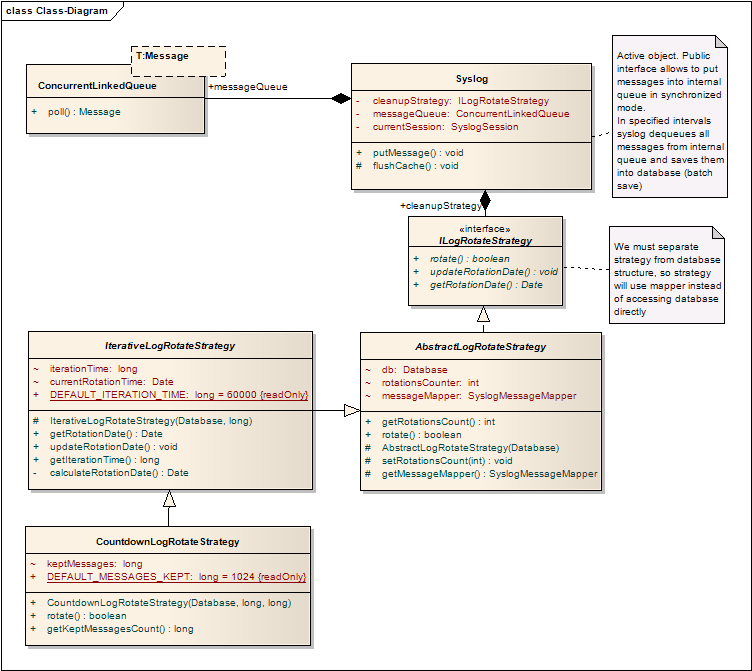 class Class-Diagram
T:Message
ConcurrentLinkedQueue
+ poll() : Message
+messageQueue
Syslog
- cleanupStrategy: ILogRotateStrategy
- messageQueue: ConcurrentLinkedQueue
- currentSession: SyslogSession
+ putMessage() : void
# flushCache() : void
Active object. Public
interface allows to put
messages into internal
queue in synchronized
mode.
In specified intervals
syslog dequeues all
messages from internal
queue and saves them
into database (batch
save)
+cleanupStrategy
«interface»
ILogRotateStrategy
+ rotate() : boolean
+ updateRotationDate() : void
+ getRotationDate() : Date
We must separate
strategy from database
structure, so strategy
will use mapper instead
of accessing database
directly
IterativeLogRotateStrategy
~ iterationTime: long
~ currentRotationTime: Date
+ DEFAULT_ITERATION_TIME: long = 60000 {readOnly}
# IterativeLogRotateStrategy(Database, long)
+ getRotationDate() : Date
+ updateRotationDate() : void
+ getIterationTime() : long
- calculateRotationDate() : Date
AbstractLogRotateStrategy
~ db: Database
~ rotationsCounter: int
~ messageMapper: SyslogMessageMapper
+ getRotationsCount() : int
+ rotate() : boolean
# AbstractLogRotateStrategy(Database)
# setRotationsCount(int) : void
# getMessageMapper() : SyslogMessageMapper
CountdownLogRotateStrategy
~ keptMessages: long
+ DEFAULT_MESSAGES_KEPT: long = 1024 {readOnly}
+ CountdownLogRotateStrategy(Database, long, long)
+ rotate() : boolean
+ getKeptMessagesCount() : long